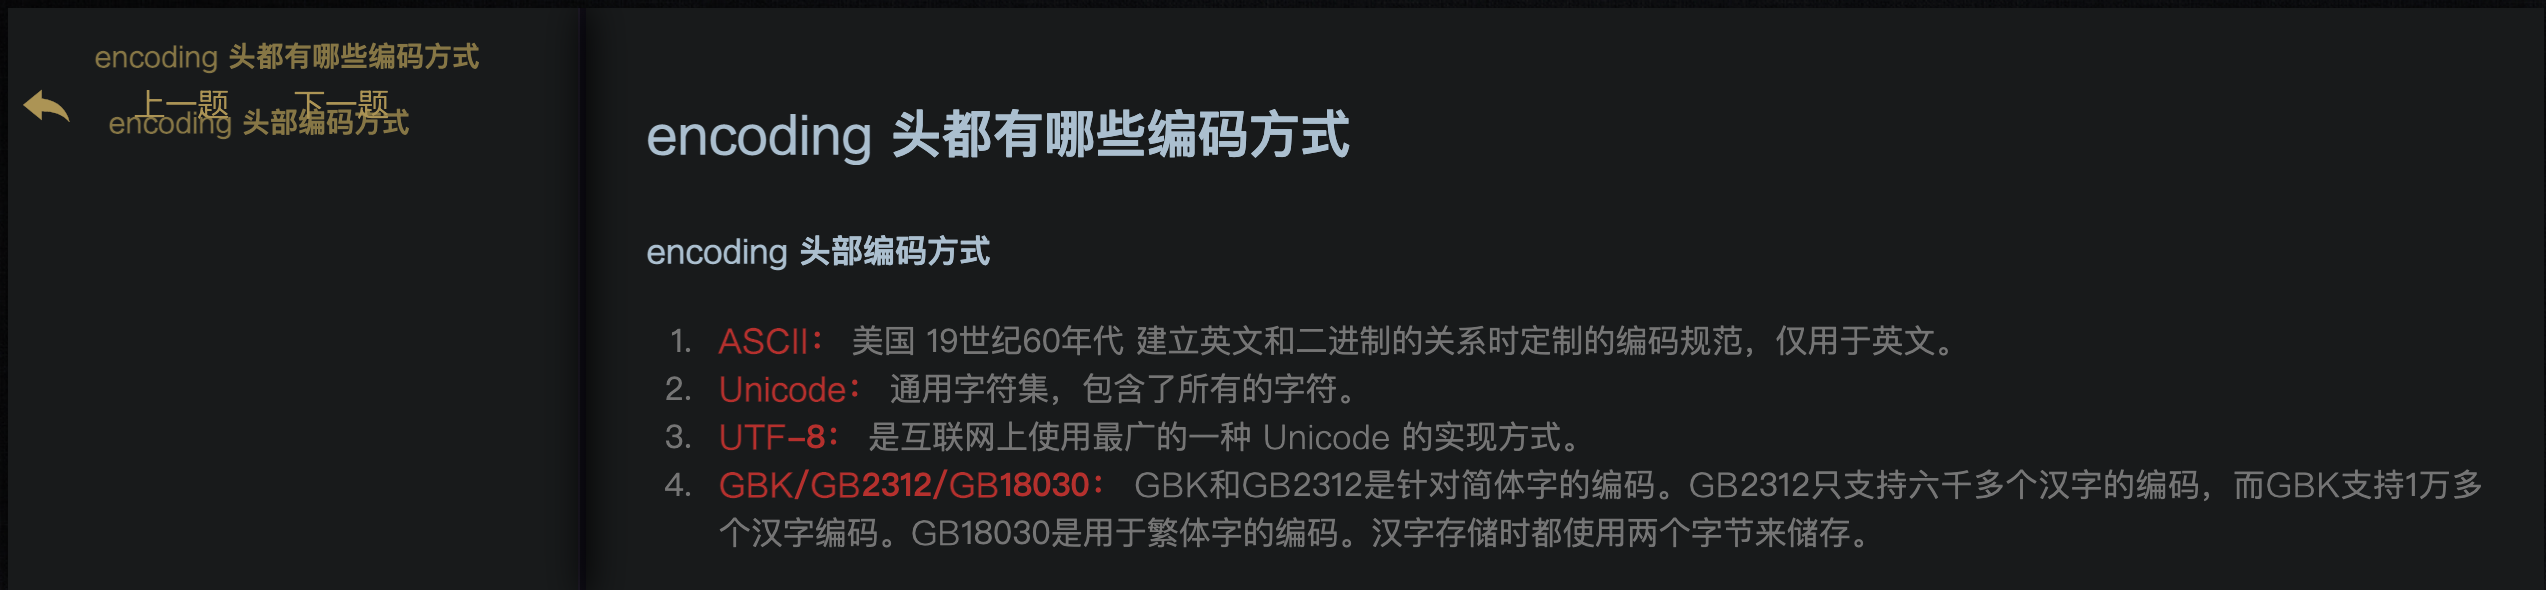 encoding 头都有哪些编码方式
上一题 下一题
encoding 头部编码方式
encoding 头都有哪些编码方式
encoding 头部编码方式
1. ASCII： 美国 19世纪60年代 建立英文和二进制的关系时定制的编码规范，仅用于英文。
2. Unicode： 通用字符集，包含了所有的字符。
3. UTF-8： 是互联网上使用最广的一种 Unicode 的实现方式。
4. GBK/GB2312/GB18030： GBK和GB2312是针对简体字的编码。GB2312只支持六千多个汉字的编码，而GBK支持1万多
个汉字编码。GB18030是用于繁体字的编码。汉字存储时都使用两个字节来储存。